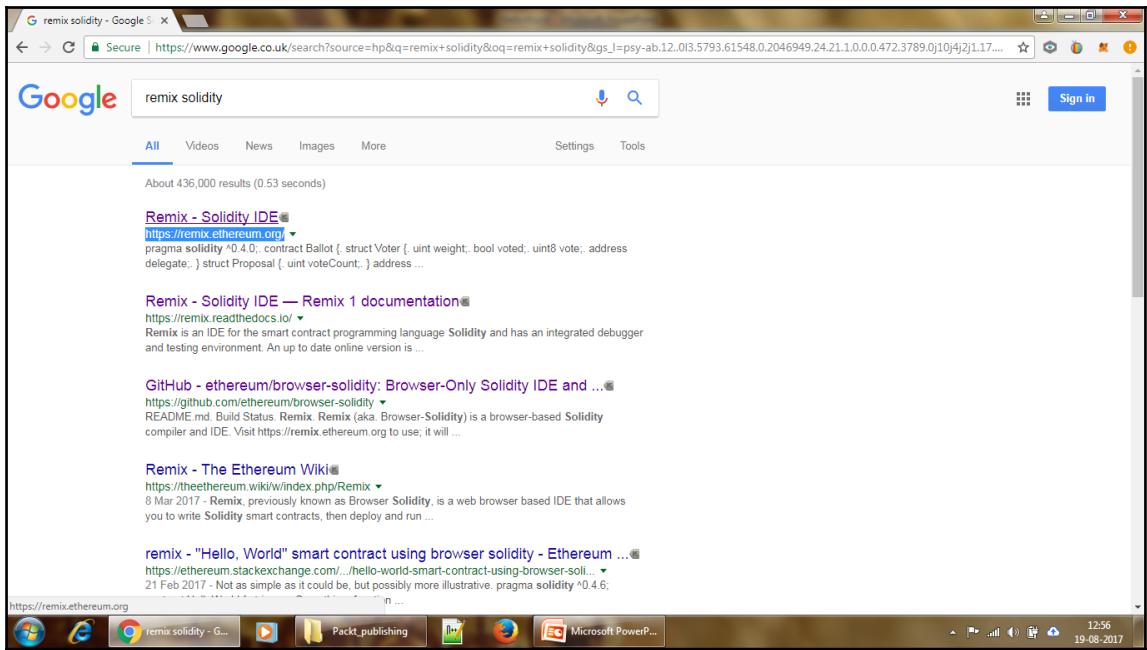 remix solidity - Google S
Secure | https://www.google.co.uk/search?source=hp&q=remix+solidity&oq=remix+solidity&gs_l=psy-ab.12..0l3.5793.61548.0.2046949.24.21.1.0.0.0.472.3789.0j10j4j2j1.17....
Google
remix solidity
Sign in
All Videos News Images More Settings Tools
About 436,000 results (0.53 seconds)
Remix - Solidity IDE
https://remix.ethereum.org/
pragma solidity ^0.4.0;. contract Ballot {. struct Voter {. uint weight;. bool voted;. uint8 vote;. address
delegate;. } struct Proposal {. uint voteCount;. } address ...
Remix - Solidity IDE — Remix 1 documentation
https://remix.readthedocs.io/
Remix is an IDE for the smart contract programming language Solidity and has an integrated debugger
and testing environment. An up to date online version is ...
GitHub - ethereum/browser-solidity: Browser-Only Solidity IDE and ...
https://github.com/ethereum/browser-solidity
README.md. Build Status. Remix. Remix (aka. Browser-Solidity) is a browser-based Solidity
compiler and IDE. Visit https://remix.ethereum.org to use; it will ...
Remix - The Ethereum Wiki
https://theethereum.wiki/w/index.php/Remix
8 Mar 2017 - Remix, previously known as Browser Solidity, is a web browser based IDE that allows
you to write Solidity smart contracts, then deploy and run ...
remix - "Hello, World" smart contract using browser solidity - Ethereum ...
https://ethereum.stackexchange.com/.../hello-world-smart-contract-using-browser-soli...
21 Feb 2017 - Not as simple as it could be, but possibly more illustrative. pragma solidity ^0.4.6;
https://remix.ethereum.org
remix solidity - G... Packt_publishing Microsoft PowerP...
12:56
19-08-2017